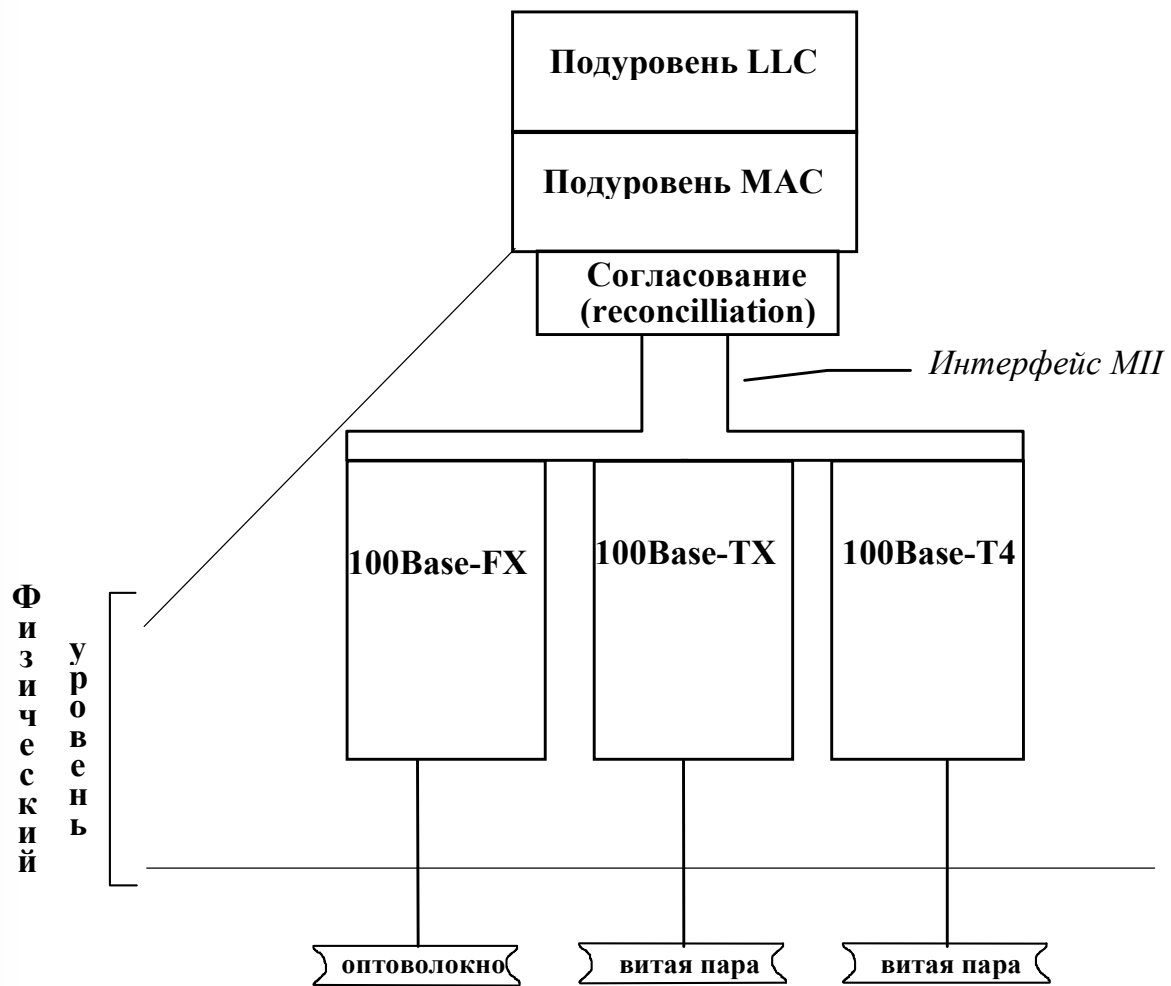 Подуровень LLC
Подуровень MAC
Согласование
(reconcilliation)
Интерфейс MII
100Base-FX
100Base-TX
100Base-T4
Физический
уровень
оптоволокно
витая пара
витая пара